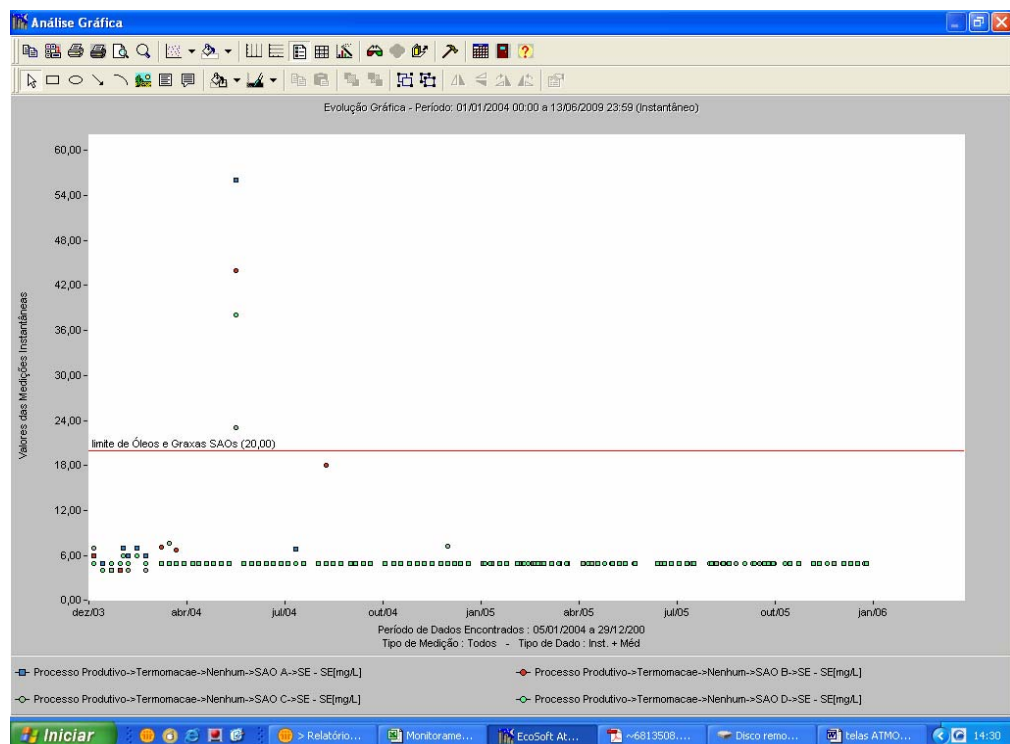 Análise Gráfica
Evolução Gráfica - Período: 01/01/2004 00:00 a 13/06/2009 23:59 (Instantâneo)
Valores das Medições Instantâneas
60,00
54,00
48,00
42,00
36,00
30,00
24,00
limite de Óleos e Graxas SAOs (20,00)
18,00
12,00
6,00
0,00
dez/03 abr/04 jul/04 out/04 jan/05 abr/05 jul/05 out/05 jan/06
Período de Dados Encontrados : 05/01/2004 a 29/12/200
Tipo de Medição : Todos - Tipo de Dado : Inst. + Méd
Processo Produtivo->Termomacae->Nenhum->SAO A->SE - SE[mg/L] Processo Produtivo->Termomacae->Nenhum->SAO B->SE - SE[mg/L]
Processo Produtivo->Termomacae->Nenhum->SAO C->SE - SE[mg/L] Processo Produtivo->Termomacae->Nenhum->SAO D->SE - SE[mg/L]
Iniciar > Relatório... Monitorame... EcoSoft At... ~6813508.... Disco remo... telas ATMO... 14:30